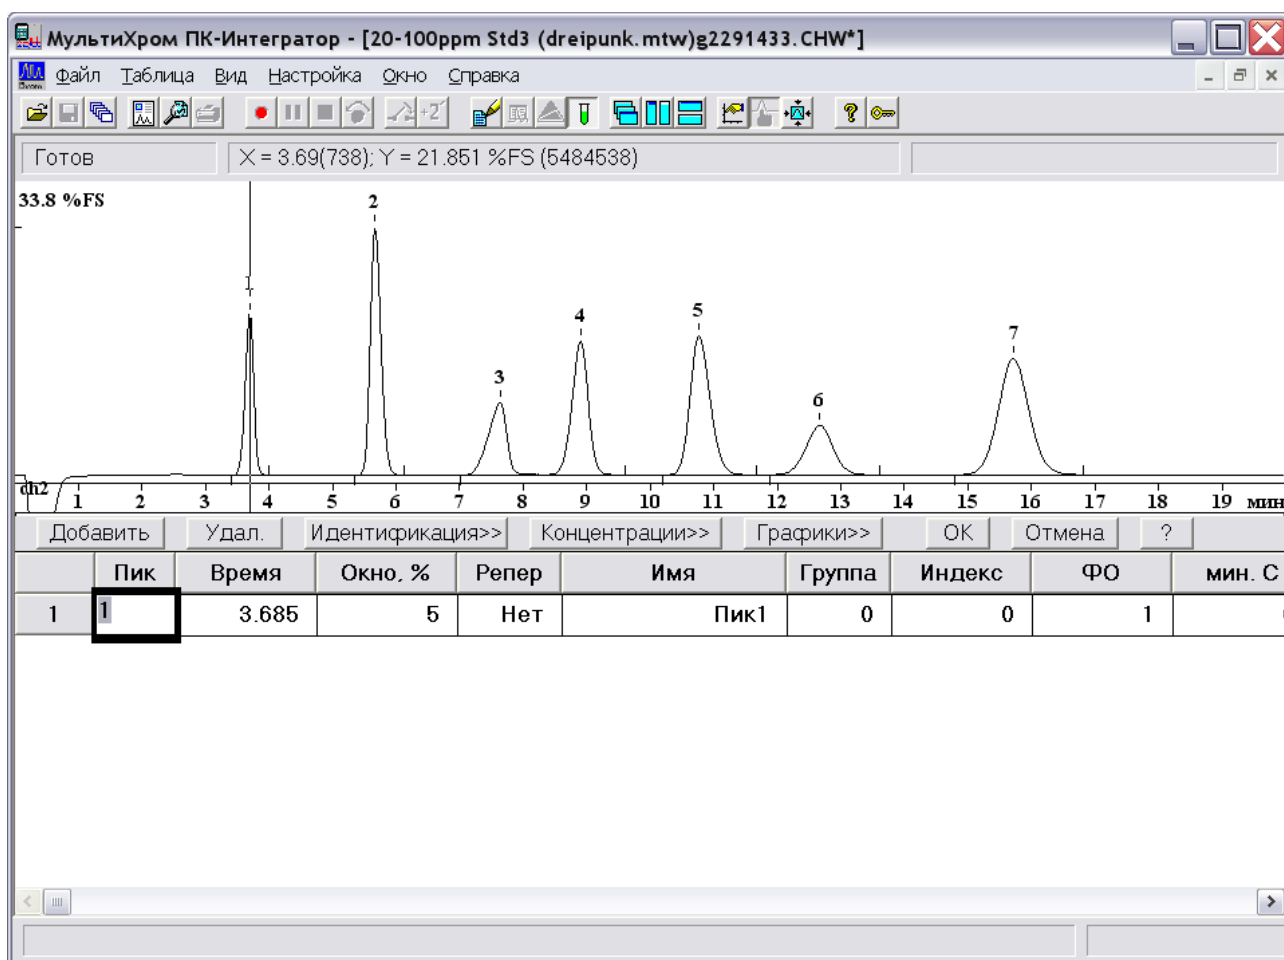 МультиХром ПК-Интегратор - [20-100ppm Std3 (dreipunk.mtw)g2291433.CHW*]
Файл Таблица Вид Настройка Окно Справка
+2'
?
Готов X = 3.69(738); Y = 21.851 %FS (5484538)
33.8 %FS
2
1
4
5
7
3
6
dh2 1 2 3 4 5 6 7 8 9 10 11 12 13 14 15 16 17 18 19 мин
Добавить Удал. Идентификация>> Концентрации>> Графики>> OK Отмена ?
Пик Время Окно, % Репер Имя Группа Индекс ФО мин. С
1 1 3.685 5 Нет Пик1 0 0 1